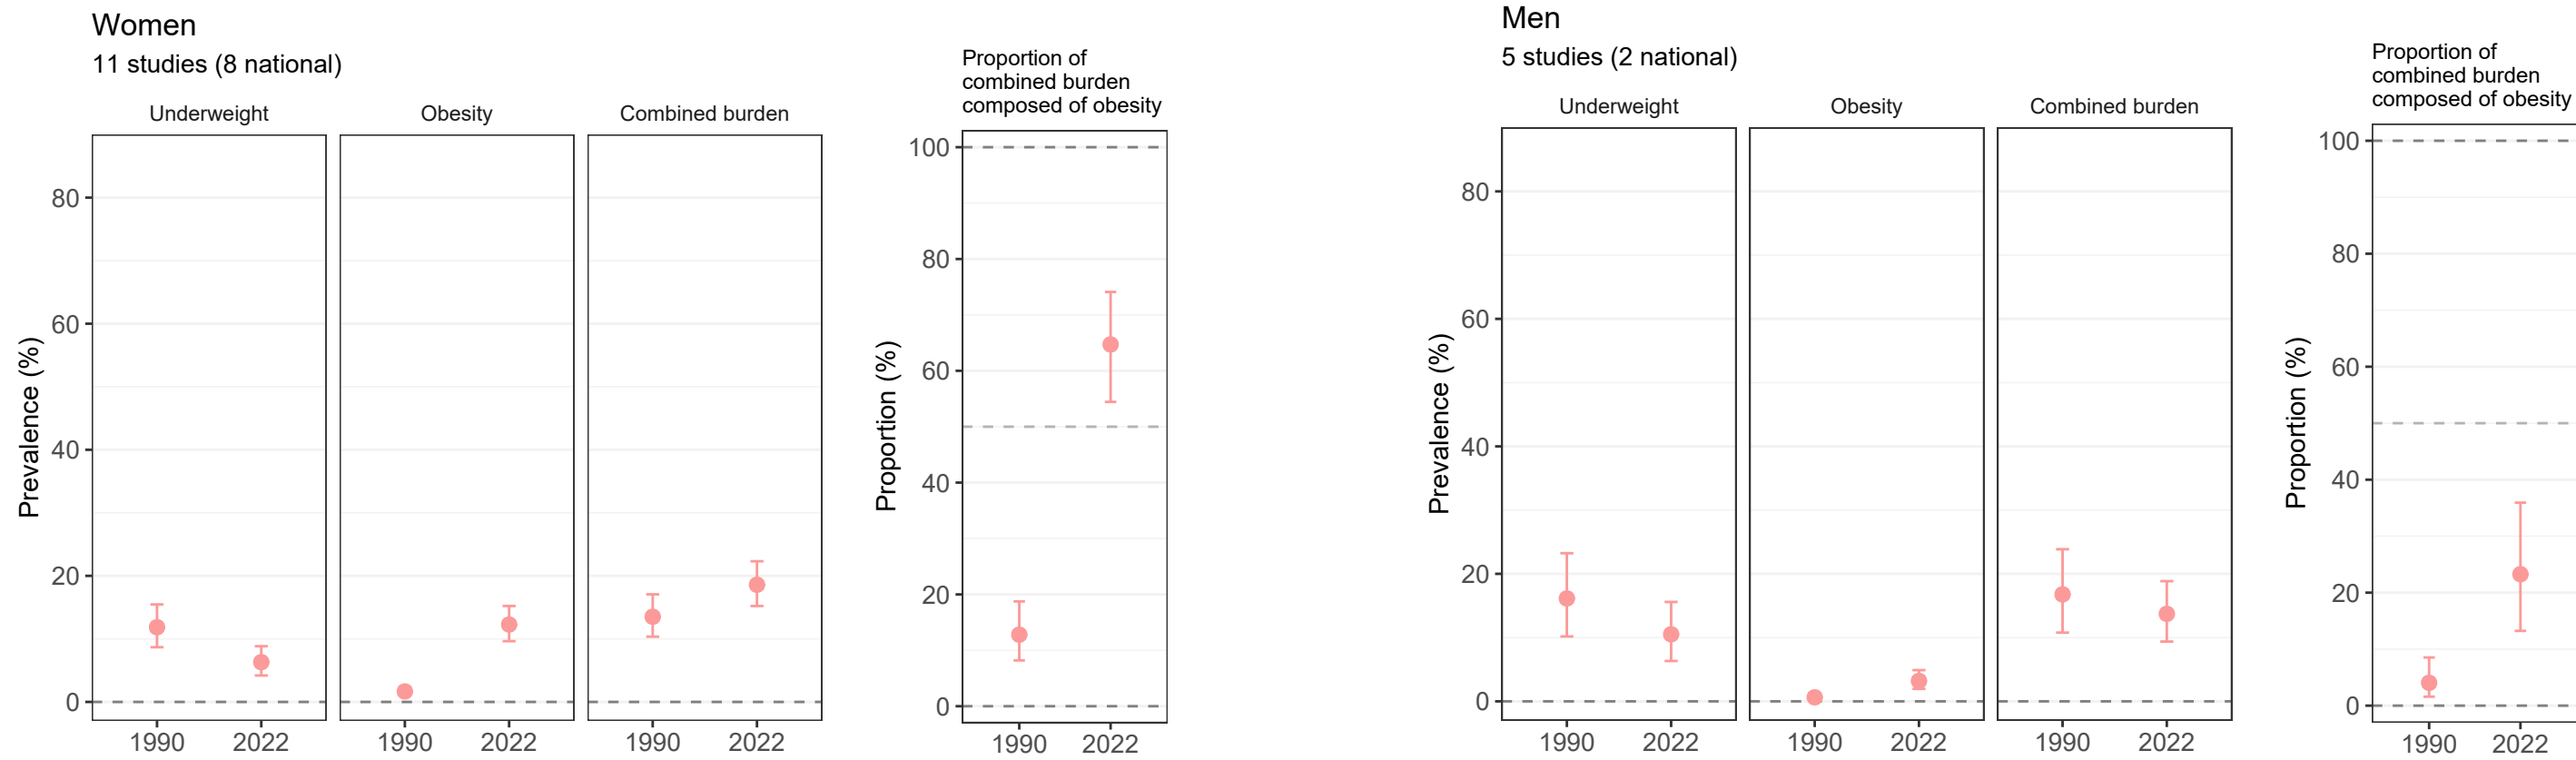 Women
11 studies (8 national)
Underweight
Obesity
Combined burden
Prevalence (%)
80
60
40
20
0
1990 2022
1990 2022
1990 2022
Proportion of
combined burden
composed of obesity
Proportion (%)
100
80
60
40
20
0
1990 2022
Men
5 studies (2 national)
Underweight
Obesity
Combined burden
Prevalence (%)
80
60
40
20
0
1990 2022
1990 2022
1990 2022
Proportion of
combined burden
composed of obesity
Proportion (%)
100
80
60
40
20
0
1990 2022